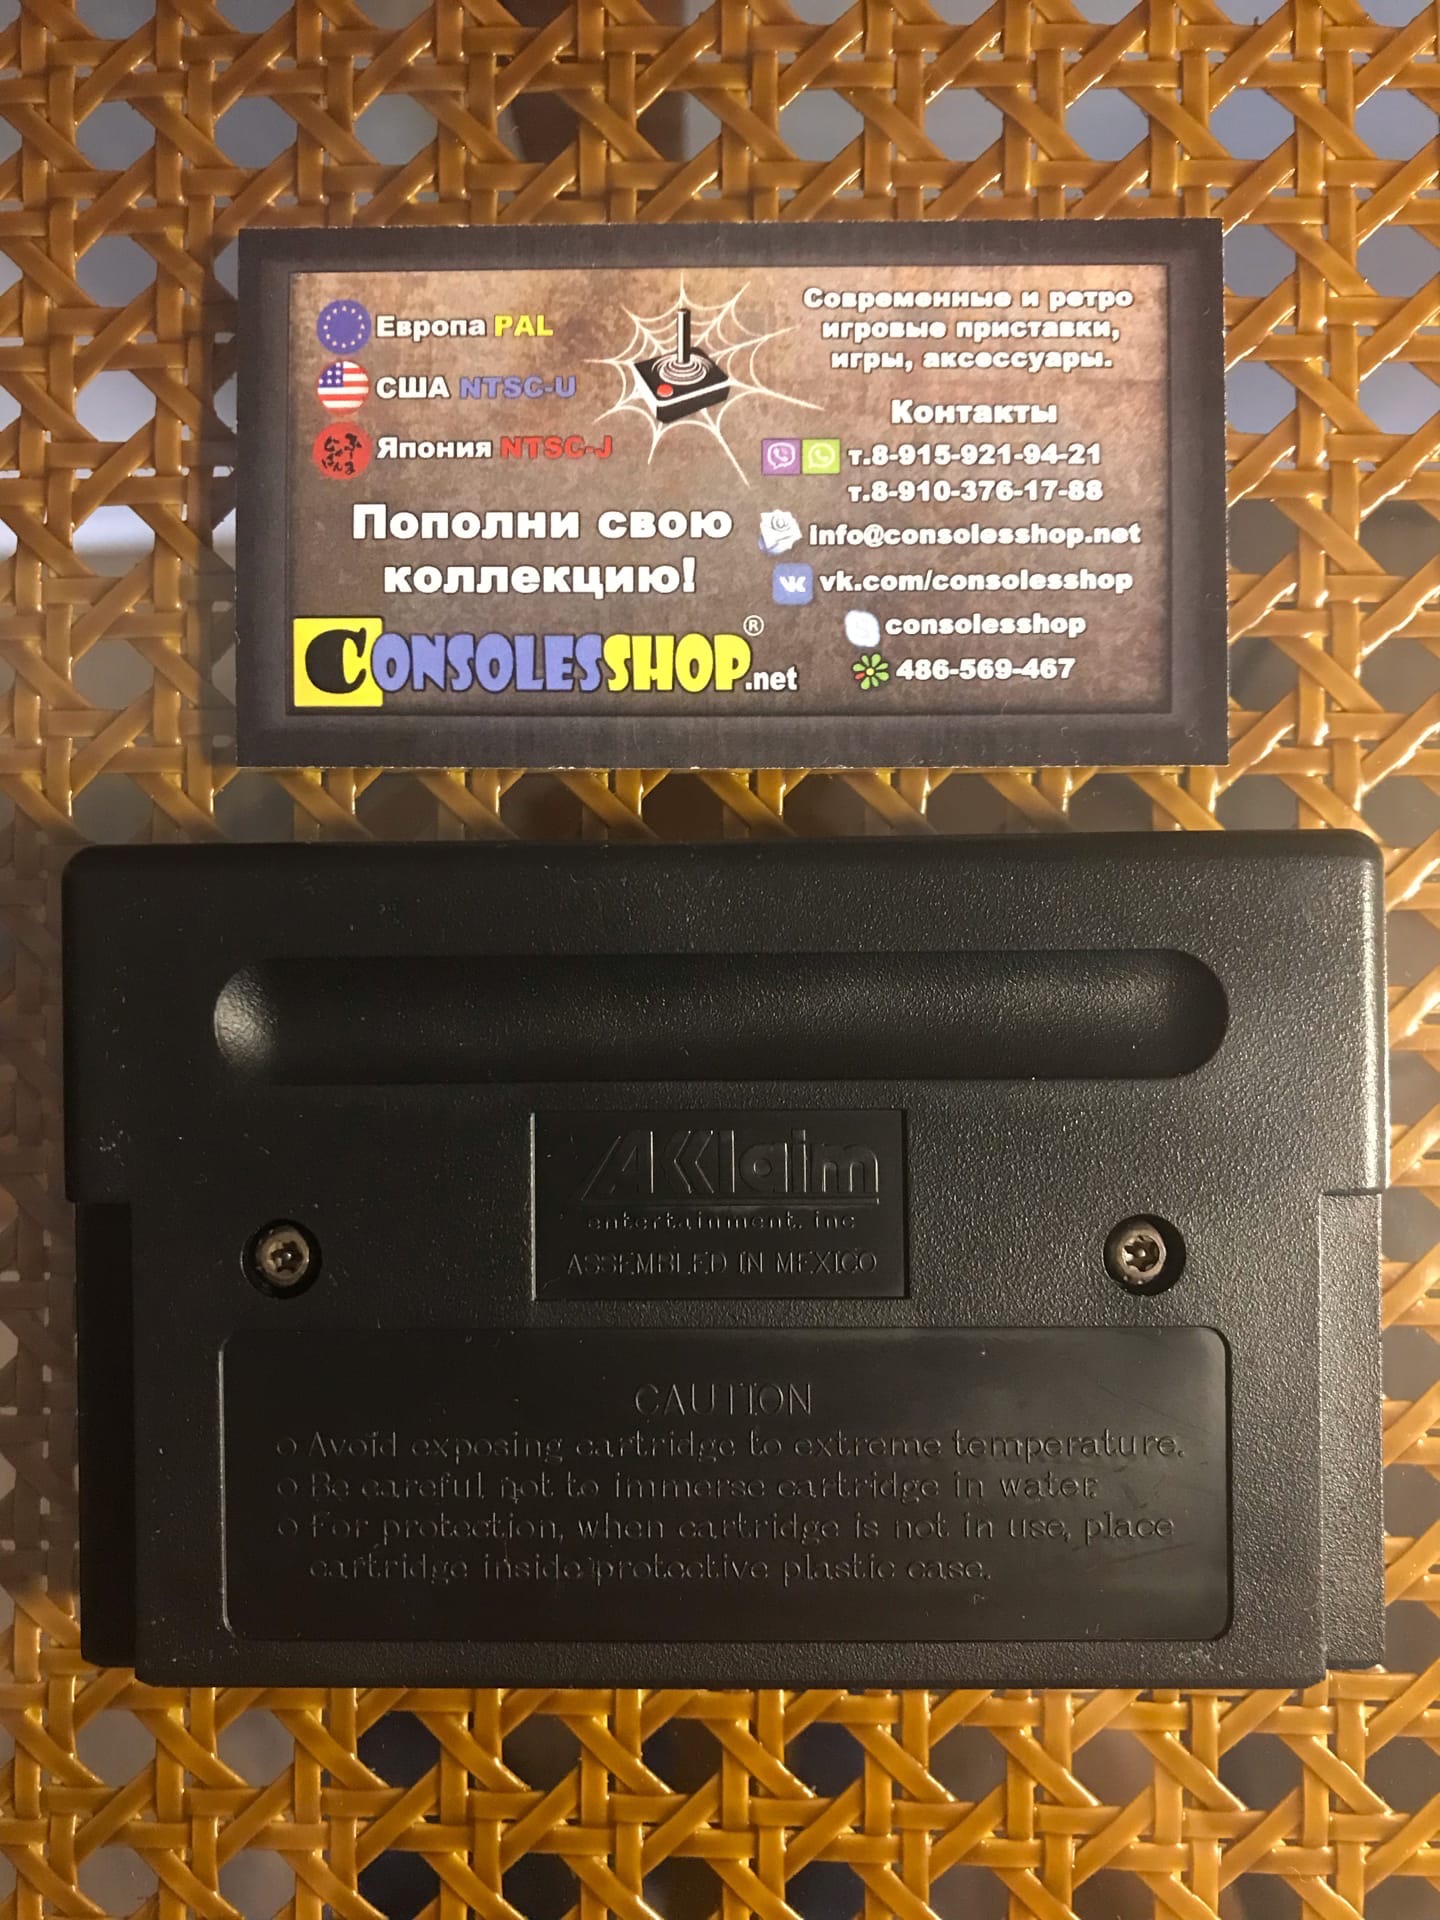 Европа PAL
США NTSC-U
Япония NTSC-J
Пополни свою
коллекцию!
CONSOLESSHOP.net ®
Современные и ретро
игровые приставки,
игры, аксессуары.
Контакты
т.8-915-921-94-21
т.8-910-376-17-88
info@consolesshop.net
vk.com/consolesshop
consolesshop
486-569-467
AKKlaim
entertainment, inc
ASSEMBLED IN MEXICO
CAUTION
o Avoid exposing cartridge to extreme temperature.
o Be careful not to immerse cartridge in water.
o For protection, when cartridge is not in use, place
cartridge inside protective plastic case.